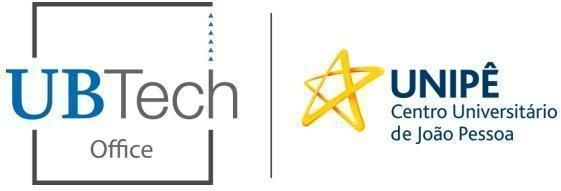 UBTech
Office
UNIPÊ
Centro Universitário
de João Pessoa